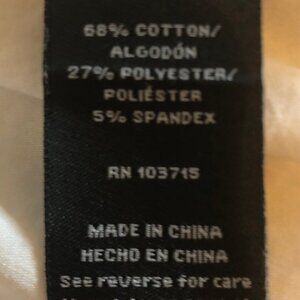 68% COTTON/
ALGODÓN
27% POLYESTER/
POLIÉSTER
5% SPANDEX
RN 103715
MADE IN CHINA
HECHO EN CHINA
See reverse for care